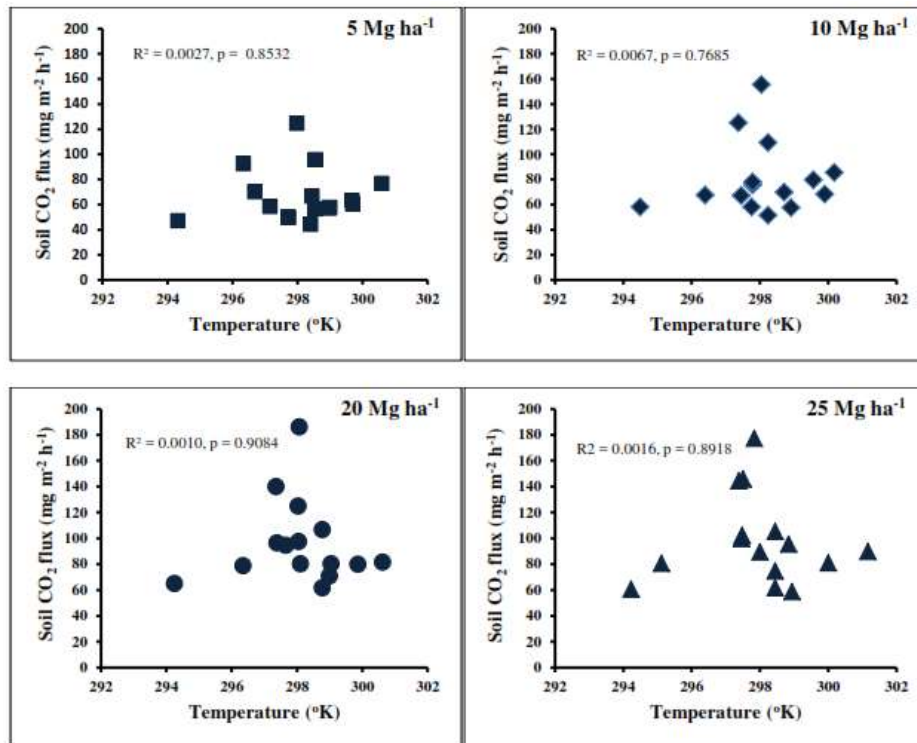 5 Mg ha⁻¹
R² = 0.0027, p = 0.8532
Soil CO₂ flux (mg m⁻² h⁻¹)
200
180
160
140
120
100
80
60
40
20
0
292 294 296 298 300 302
Temperature (ºK)
10 Mg ha⁻¹
R² = 0.0067, p = 0.7685
Soil CO₂ flux (mg m⁻² h⁻¹)
200
180
160
140
120
100
80
60
40
20
0
292 294 296 298 300 302
Temperature (ºK)
20 Mg ha⁻¹
R² = 0.0010, p = 0.9084
Soil CO₂ flux (mg m⁻² h⁻¹)
200
180
160
140
120
100
80
60
40
20
0
292 294 296 298 300 302
Temperature (ºK)
25 Mg ha⁻¹
R2 = 0.0016, p = 0.8918
Soil CO₂ flux (mg m⁻² h⁻¹)
200
180
160
140
120
100
80
60
40
20
0
292 294 296 298 300 302
Temperature (ºK)